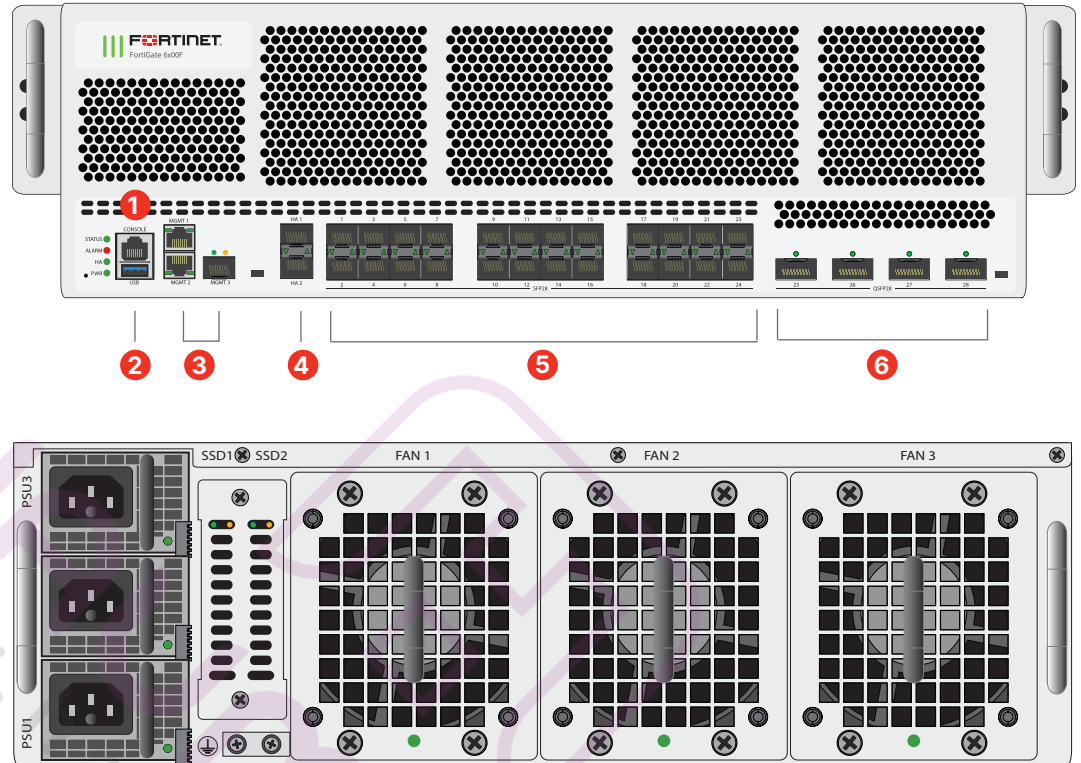 FORTINET
FortiGate 6x00F
1
MGMT 1
HA 1
1 3 5 7
9 11 13 15
17 19 21 23
CONSOLE
STATUS
ALARM
HA
PWR
USB
MGMT 2
MGMT 3
HA 2
2 4 6 8
10 12 14 16
SFP28
18 20 22 24
25 26 27 28
QSFP28
2
3
4
5
6
SSD1 SSD2
FAN 1
FAN 2
FAN 3
PSU3
PSU1